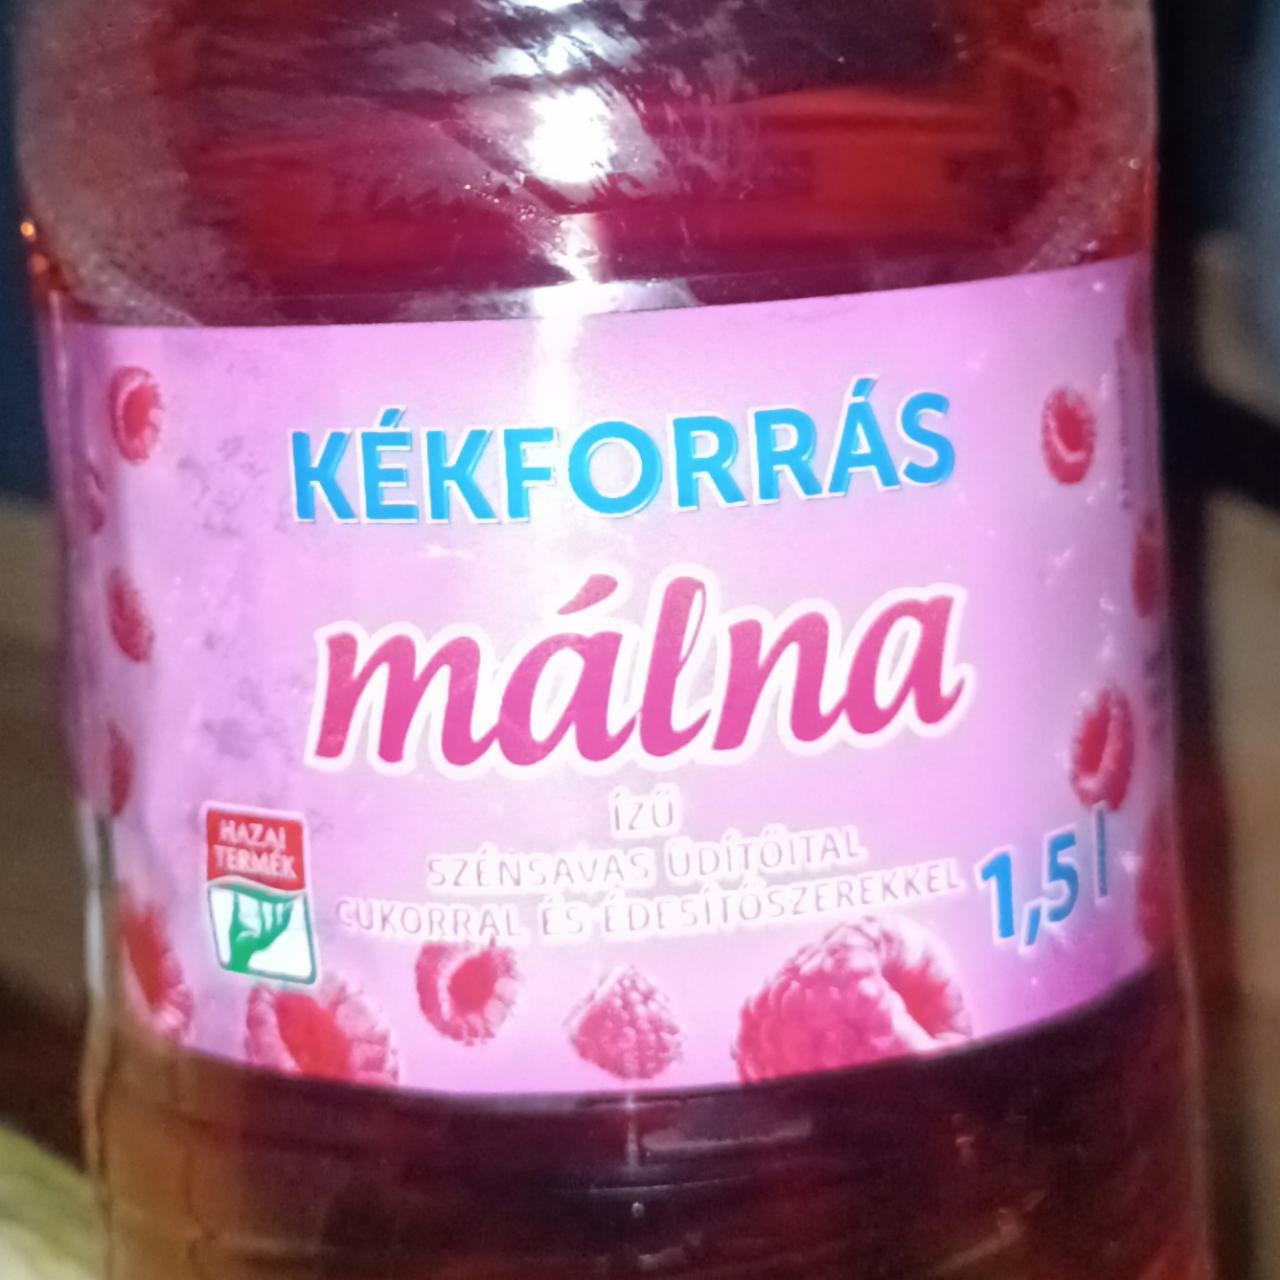 KÉKFORRÁS
málna
ÍZŰ
SZÉNSAVAS ÜDÍTŐITAL
CUKORRAL ÉS ÉDESÍTŐSZEREKKEL
1,5 l
HAZAI
TERMÉK